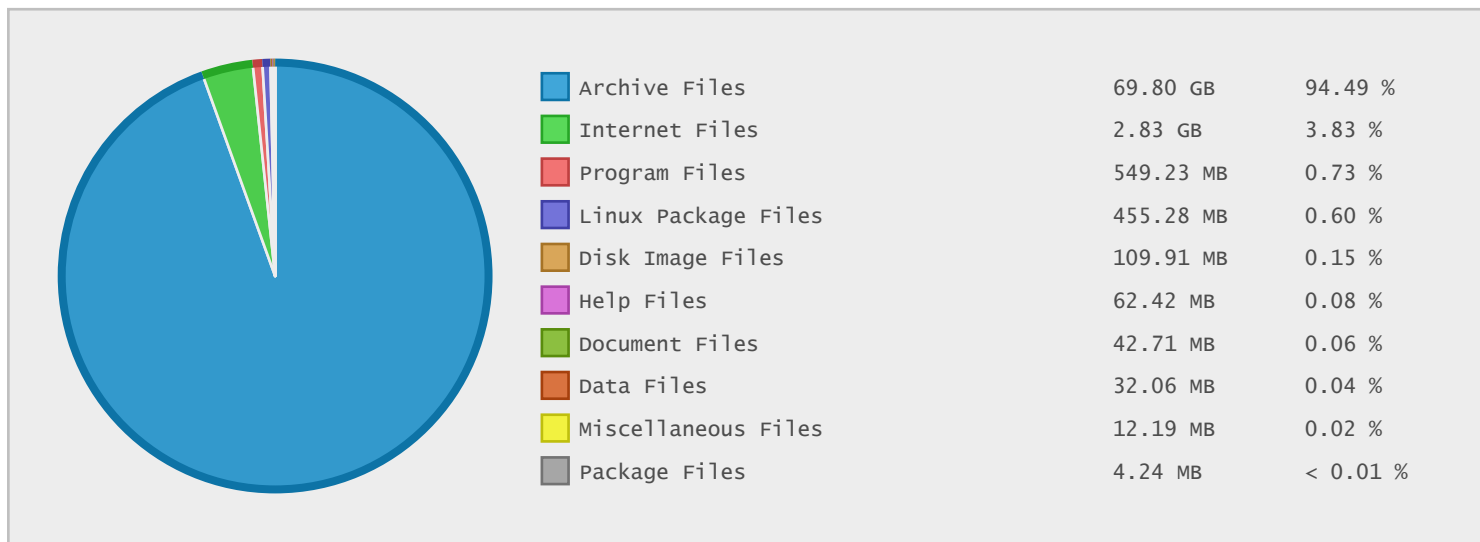 Archive Files 69.80 GB 94.49 %
Internet Files 2.83 GB 3.83 %
Program Files 549.23 MB 0.73 %
Linux Package Files 455.28 MB 0.60 %
Disk Image Files 109.91 MB 0.15 %
Help Files 62.42 MB 0.08 %
Document Files 42.71 MB 0.06 %
Data Files 32.06 MB 0.04 %
Miscellaneous Files 12.19 MB 0.02 %
Package Files 4.24 MB < 0.01 %